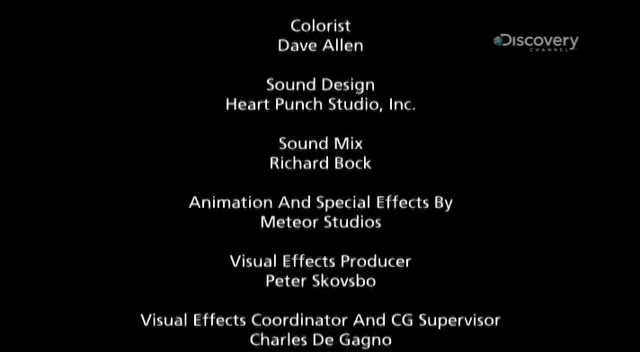 Colorist
Dave Allen
Discovery
CHANNEL
Sound Design
Heart Punch Studio, Inc.
Sound Mix
Richard Bock
Animation And Special Effects By
Meteor Studios
Visual Effects Producer
Peter Skovsbo
Visual Effects Coordinator And CG Supervisor
Charles De Gagno